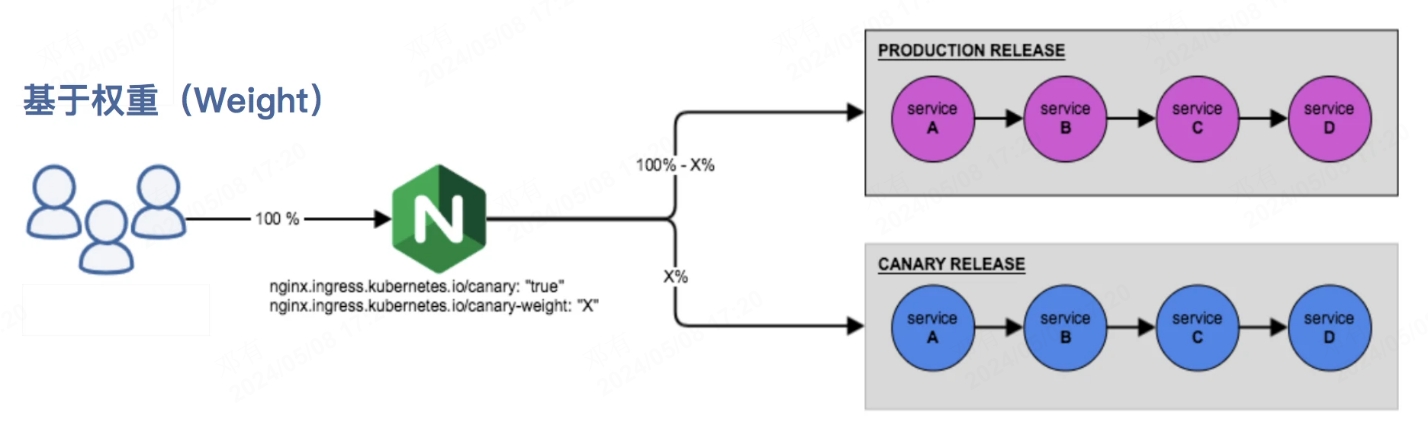 基于权重（Weight）
100 %
N
nginx.ingress.kubernetes.io/canary: "true"
nginx.ingress.kubernetes.io/canary-weight: "X"
100% - X%
X%
PRODUCTION RELEASE
service
A
service
B
service
C
service
D
CANARY RELEASE
service
A
service
B
service
C
service
D